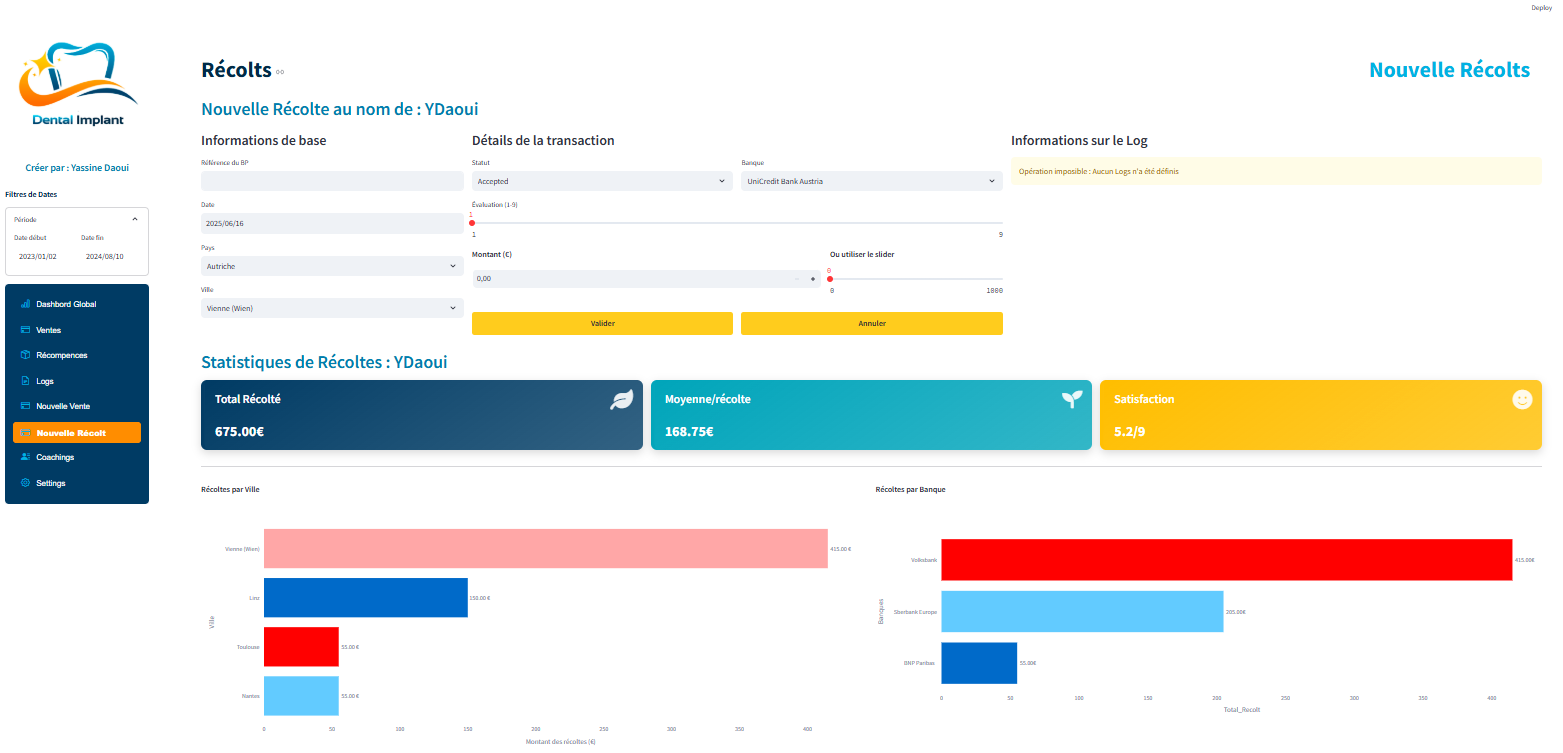 Deploy
Dental Implant
Créer par : Yassine Daoui
Filtres de Dates
Période
Date début
Date fin
2023/01/02
2024/08/10
Dashbord Global
Ventes
Récompences
Logs
Nouvelle Vente
Nouvelle Récolt
Coachings
Settings
Récolts
Nouvelle Récolts
Nouvelle Récolte au nom de : YDaoui
Informations de base
Référence du BP
Date
2025/06/16
Pays
Autriche
Ville
Vienne (Wien)
Détails de la transaction
Statut
Accepted
Banque
UniCredit Bank Austria
Évaluation (1-9)
1
1
9
Montant (€)
0,00
Ou utiliser le slider
0
0
1000
Valider
Annuler
Informations sur le Log
Opération imposible : Aucun Logs n'a été définis
Statistiques de Récoltes : YDaoui
Total Récolté
675.00€
Moyenne/récolte
168.75€
Satisfaction
5.2/9
Récoltes par Ville
Ville
Vienne (Wien)
415.00 €
Linz
150.00 €
Toulouse
55.00 €
Nantes
55.00 €
0 50 100 150 200 250 300 350 400
Montant des récoltes (€)
Récoltes par Banque
Banques
Volksbank
415.00€
Sberbank Europe
205.00€
BNP Paribas
55.00€
0 50 100 150 200 250 300 350 400
Total_Recolt